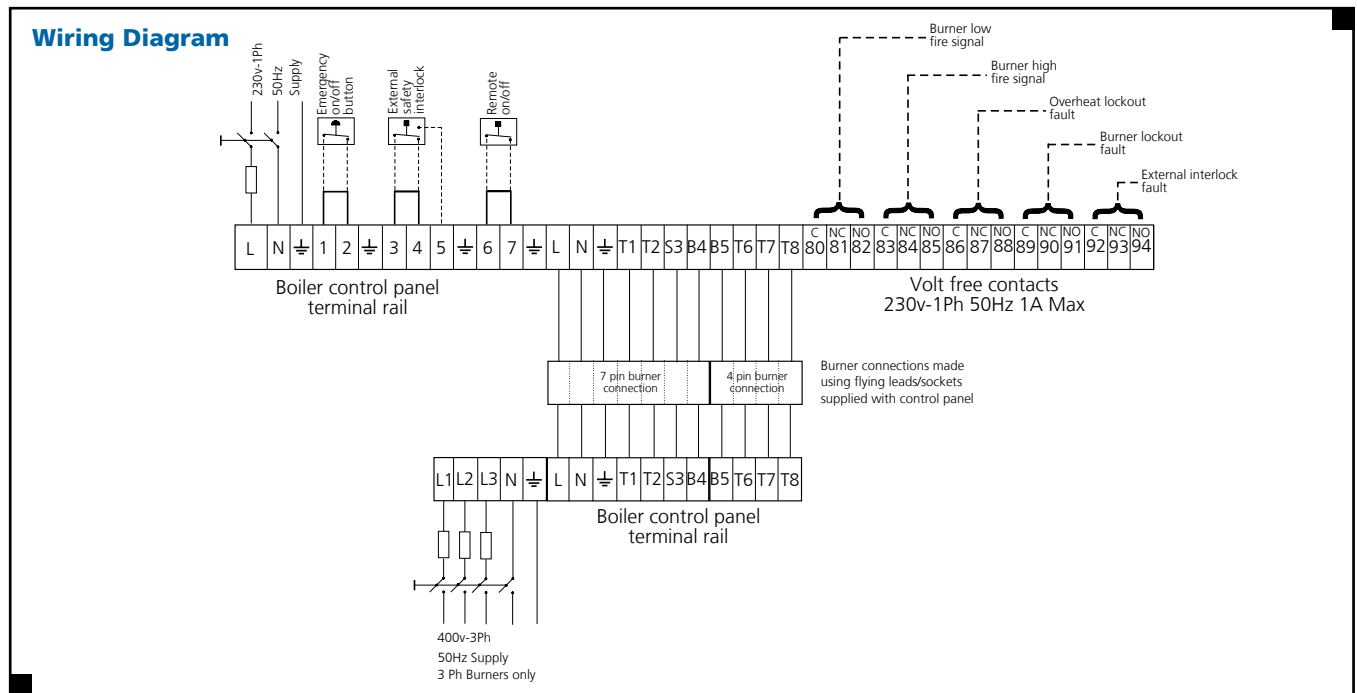 Wiring Diagram
230v-1Ph
50Hz
Supply
Emergency
on/off
button
External
safety
interlock
Remote
on/off
Burner low
fire signal
Burner high
fire signal
Overheat lockout
fault
Burner lockout
fault
External interlock
fault
L N 1 2 3 4 5 6 7 L N T1 T2 S3 B4 B5 T6 T7 T8 C 80 NC 81 NO 82 C 83 NC 84 NO 85 C 86 NC 87 NO 88 C 89 NC 90 NO 91 C 92 NC 93 NO 94
Boiler control panel
terminal rail
Volt free contacts
230v-1Ph 50Hz 1A Max
7 pin burner
connection
4 pin burner
connection
Burner connections made
using flying leads/sockets
supplied with control panel
L1 L2 L3 N L N T1 T2 S3 B4 B5 T6 T7 T8
Boiler control panel
terminal rail
400v-3Ph
50Hz Supply
3 Ph Burners only